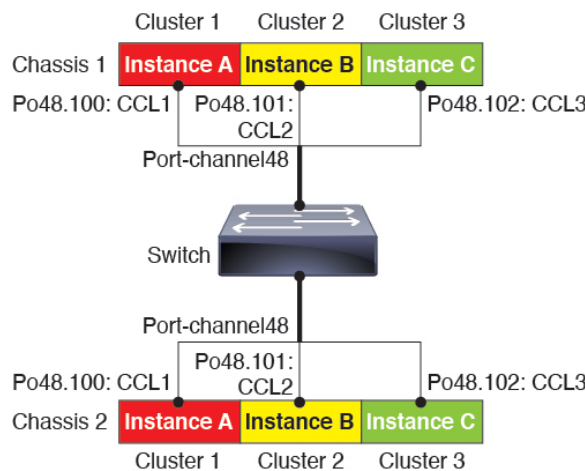 Cluster 1 Cluster 2 Cluster 3
Chassis 1 Instance A Instance B Instance C
Po48.100: CCL1 Po48.101: Po48.102: CCL3
CCL2
Port-channel48
Switch
Port-channel48
Po48.101:
Po48.100: CCL1 CCL2 Po48.102: CCL3
Chassis 2 Instance A Instance B Instance C
Cluster 1 Cluster 2 Cluster 3